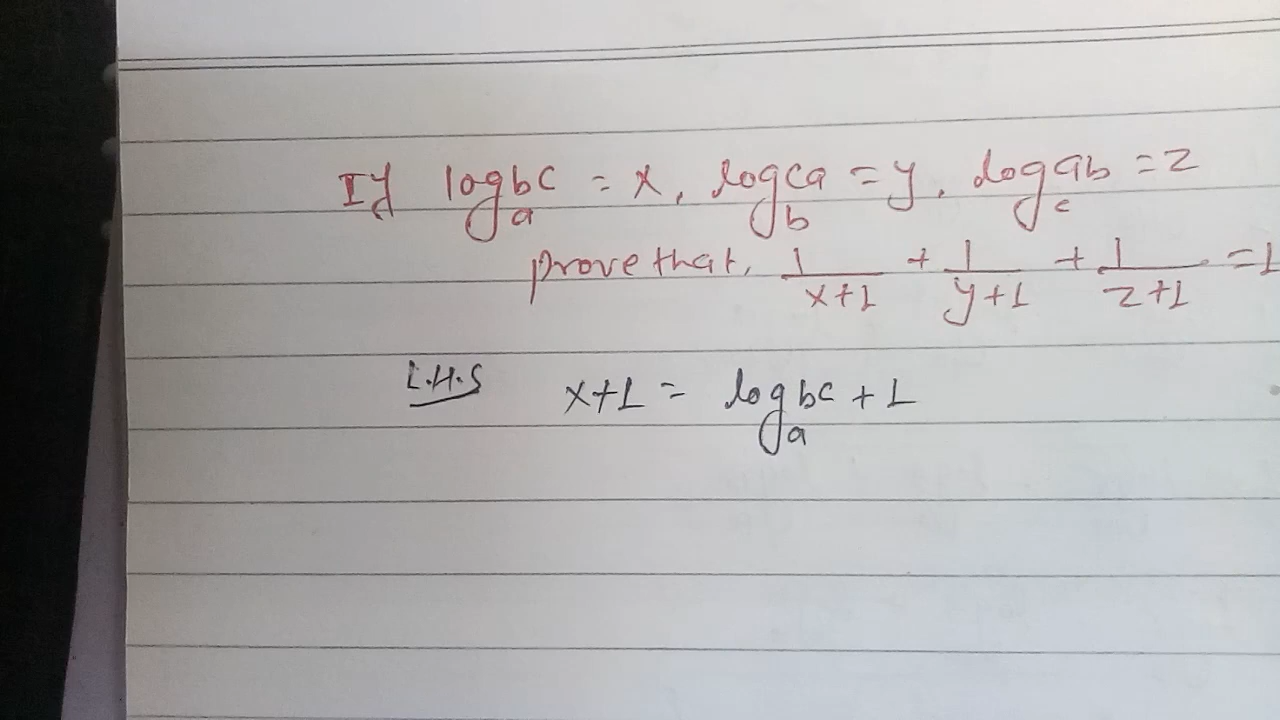 If log_a bc = x, log_b ca = y, log_c ab = z
prove that, 1/(x+1) + 1/(y+1) + 1/(z+1) = 1
L.H.S x+1 = log_a bc + 1